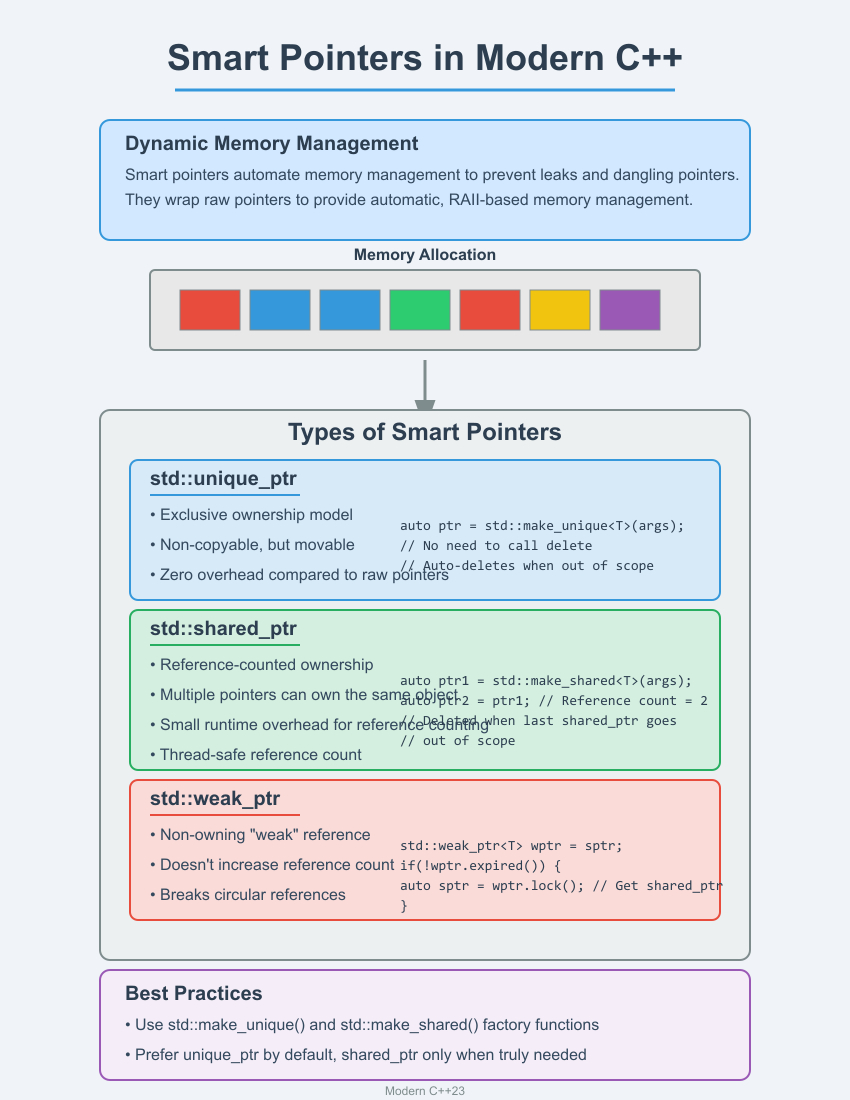 Smart Pointers in Modern C++
Dynamic Memory Management
Smart pointers automate memory management to prevent leaks and dangling pointers.
They wrap raw pointers to provide automatic, RAII-based memory management.
Memory Allocation
Types of Smart Pointers
std::unique_ptr
• Exclusive ownership model
• Non-copyable, but movable
• Zero overhead compared to raw pointers
auto ptr = std::make_unique<T>(args);
// No need to call delete
// Auto-deletes when out of scope
std::shared_ptr
• Reference-counted ownership
• Multiple pointers can own the same object
• Small runtime overhead for reference counting
• Thread-safe reference count
auto ptr1 = std::make_shared<T>(args);
auto ptr2 = ptr1; // Reference count = 2
// Deleted when last shared_ptr goes
// out of scope
std::weak_ptr
• Non-owning "weak" reference
• Doesn't increase reference count
• Breaks circular references
std::weak_ptr<T> wptr = sptr;
if(!wptr.expired()) {
auto sptr = wptr.lock(); // Get shared_ptr
}
Best Practices
• Use std::make_unique() and std::make_shared() factory functions
• Prefer unique_ptr by default, shared_ptr only when truly needed
Modern C++23